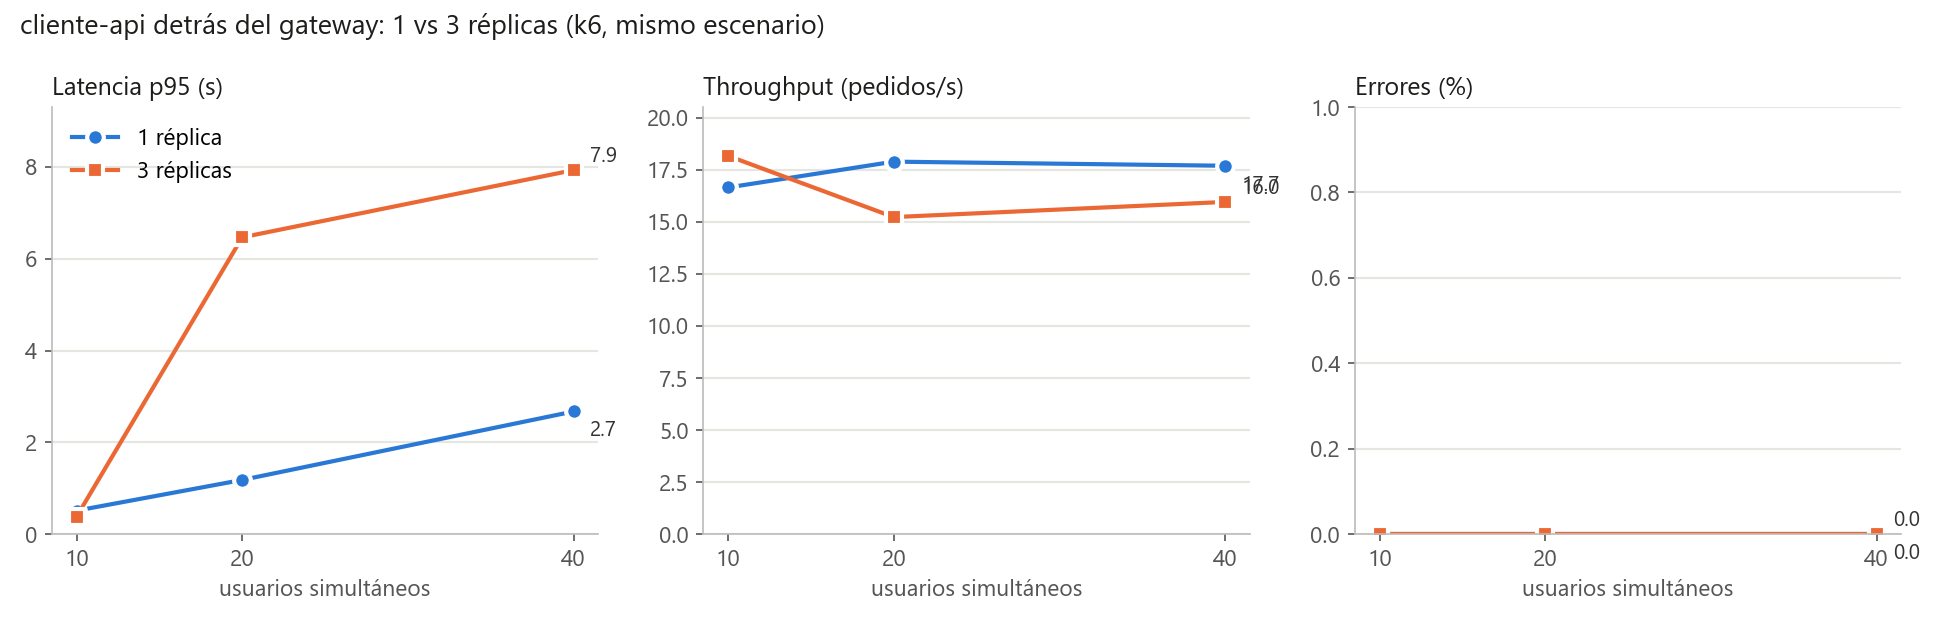 cliente-api detrás del gateway: 1 vs 3 réplicas (k6, mismo escenario)
Latencia p95 (s)
1 réplica
3 réplicas
8
6
4
2
0
7.9
2.7
10 20 40
usuarios simultáneos
Throughput (pedidos/s)
20.0
17.5
15.0
12.5
10.0
7.5
5.0
2.5
0.0
17.7
16.0
10 20 40
usuarios simultáneos
Errores (%)
1.0
0.8
0.6
0.4
0.2
0.0
0.0
0.0
10 20 40
usuarios simultáneos